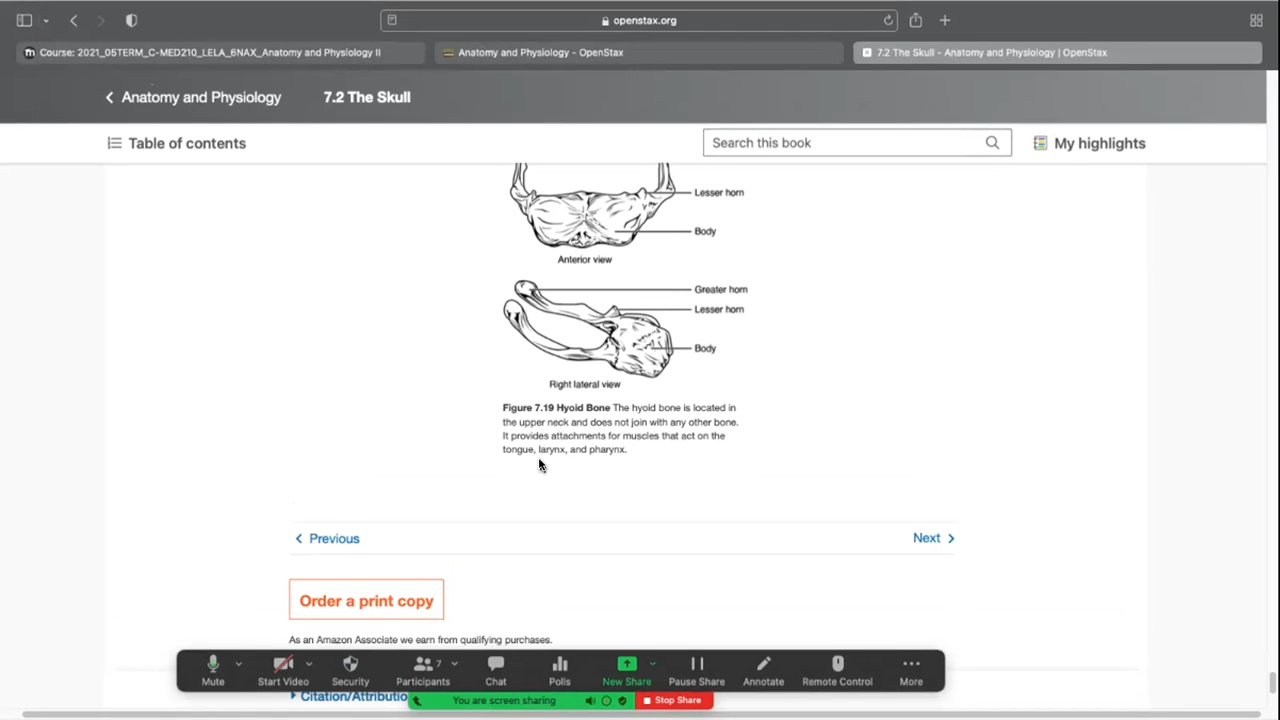 openstax.org
Course: 2021_05TERM_C-MED210_LELA_6NAX_Anatomy and Physiology II
Anatomy and Physiology - OpenStax
7.2 The Skull - Anatomy and Physiology | OpenStax
Anatomy and Physiology
7.2 The Skull
Table of contents
Search this book
My highlights
Lesser horn
Body
Anterior view
Greater horn
Lesser horn
Body
Right lateral view
Figure 7.19 Hyoid Bone The hyoid bone is located in
the upper neck and does not join with any other bone.
It provides attachments for muscles that act on the
tongue, larynx, and pharynx.
Previous
Next
Order a print copy
As an Amazon Associate we earn from qualifying purchases.
Mute
Start Video
Security
7
Participants
Chat
Polls
New Share
Pause Share
Annotate
Remote Control
More
Citation/Attributio
You are screen sharing
Stop Share